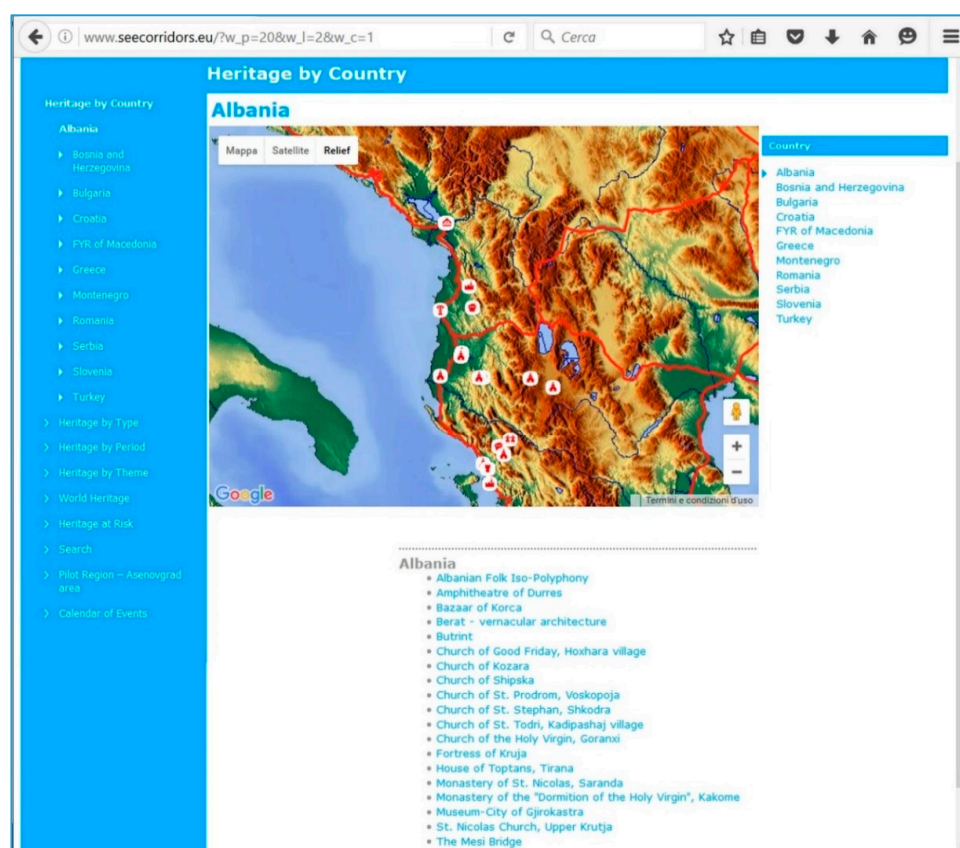 www.seecorridors.eu/?w_p=20&w_l=2&w_c=1
Cerca
Heritage by Country
Heritage by Country
Albania
Bosnia and
Herzegovina
Bulgaria
Croatia
FYR of Macedonia
Greece
Montenegro
Romania
Serbia
Slovenia
Turkey
Heritage by Type
Heritage by Period
Heritage by Theme
World Heritage
Heritage at Risk
Search
Pilot Region – Asenovgrad
area
Calendar of Events
Albania
Mappa Satellite Relief
Google
Termini e condizioni d'uso
Country
Albania
Bosnia and Herzegovina
Bulgaria
Croatia
FYR of Macedonia
Greece
Montenegro
Romania
Serbia
Slovenia
Turkey
Albania
Albanian Folk Iso-Polyphony
Amphitheatre of Durres
Bazaar of Korca
Berat - vernacular architecture
Butrint
Church of Good Friday, Hoxhara village
Church of Kozara
Church of Shipska
Church of St. Prodrom, Voskopoja
Church of St. Stephan, Shkodra
Church of St. Todri, Kadipashaj village
Church of the Holy Virgin, Goranxi
Fortress of Kruja
House of Toptans, Tirana
Monastery of St. Nicolas, Saranda
Monastery of the "Dormition of the Holy Virgin", Kakome
Museum-City of Gjirokastra
St. Nicolas Church, Upper Krutja
The Mesi Bridge